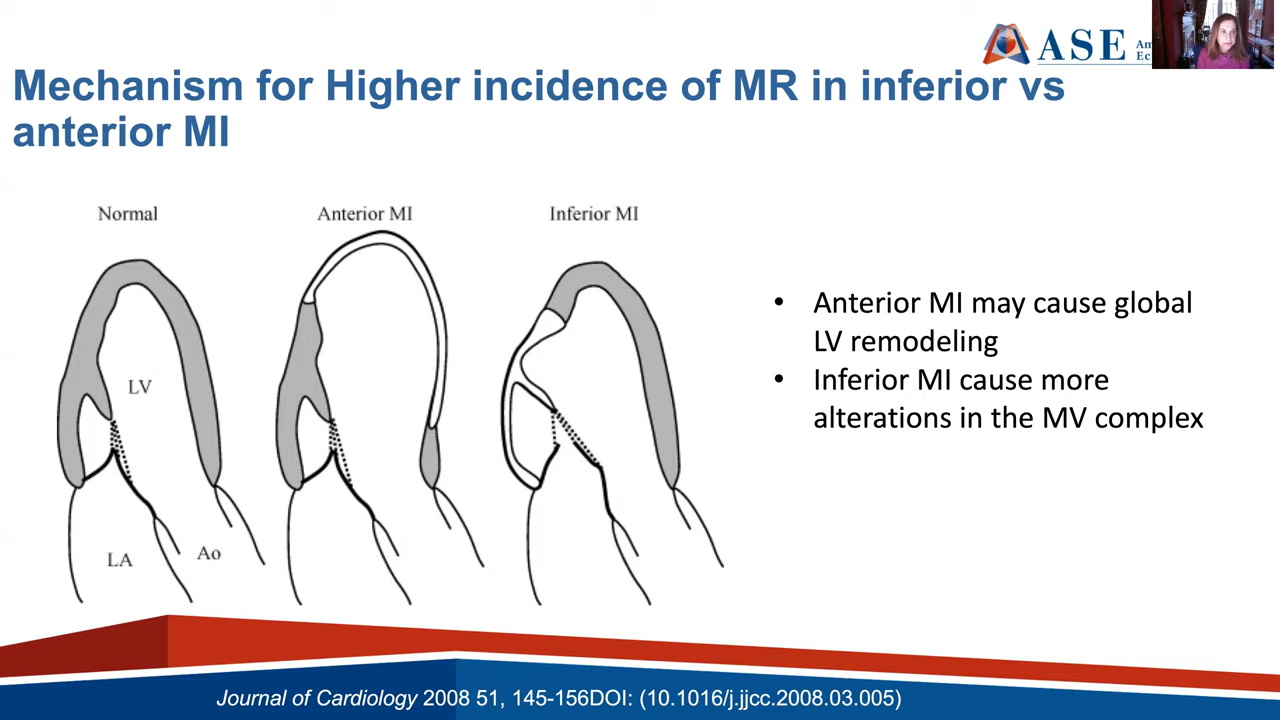 ASE
Mechanism for Higher incidence of MR in inferior vs
anterior MI
Normal
Anterior MI
Inferior MI
LV
LA
Ao
• Anterior MI may cause global
LV remodeling
• Inferior MI cause more
alterations in the MV complex
Journal of Cardiology 2008 51, 145-156DOI: (10.1016/j.jjcc.2008.03.005)